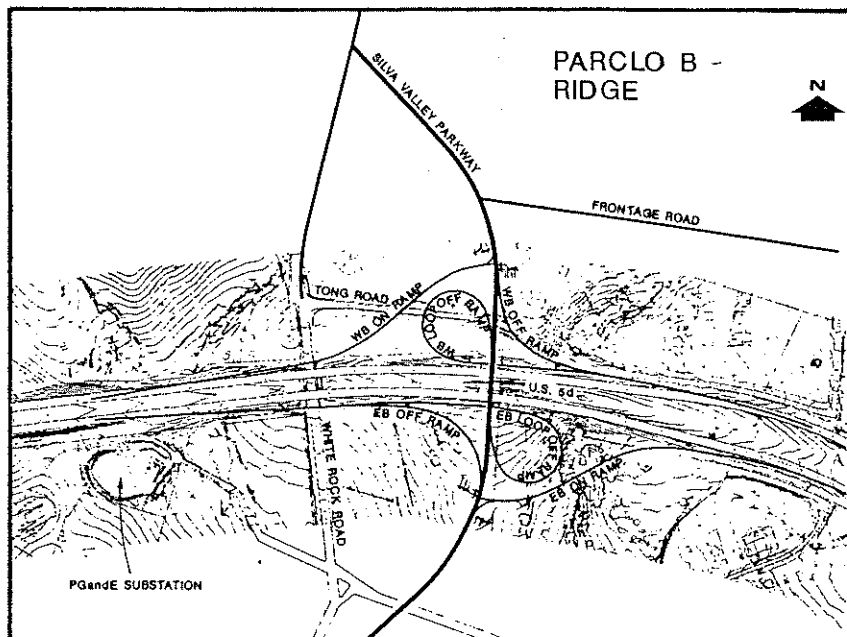 PARCLO B -
RIDGE
N
SILVA VALLEY PARKWAY
FRONTAGE ROAD
TONG ROAD
WB ON RAMP
WB LOOP OFF RAMP
WB OFF RAMP
U.S. 50
EB OFF RAMP
EB LOOP OFF RAMP
EB ON RAMP
WHITE ROCK ROAD
PGandE SUBSTATION